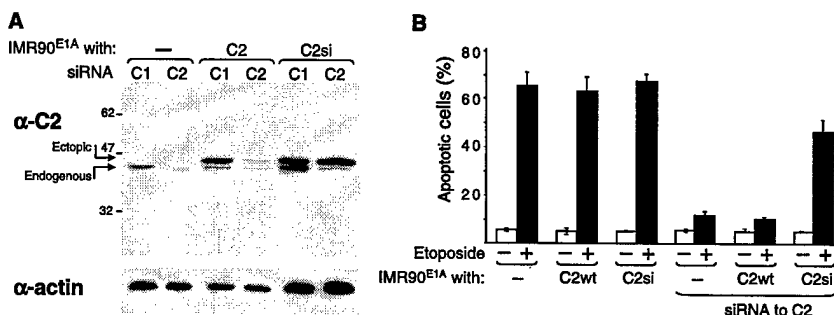 A
IMR90E1A with: – C2 C2si
siRNA C1 C2 C1 C2 C1 C2
α-C2
62
47
Ectopic
Endogenous
32
α-actin
B
Apoptotic cells (%)
80
60
40
20
Etoposide – + – + – + – + – + – +
IMR90E1A with: – C2wt C2si – C2wt C2si
siRNA to C2